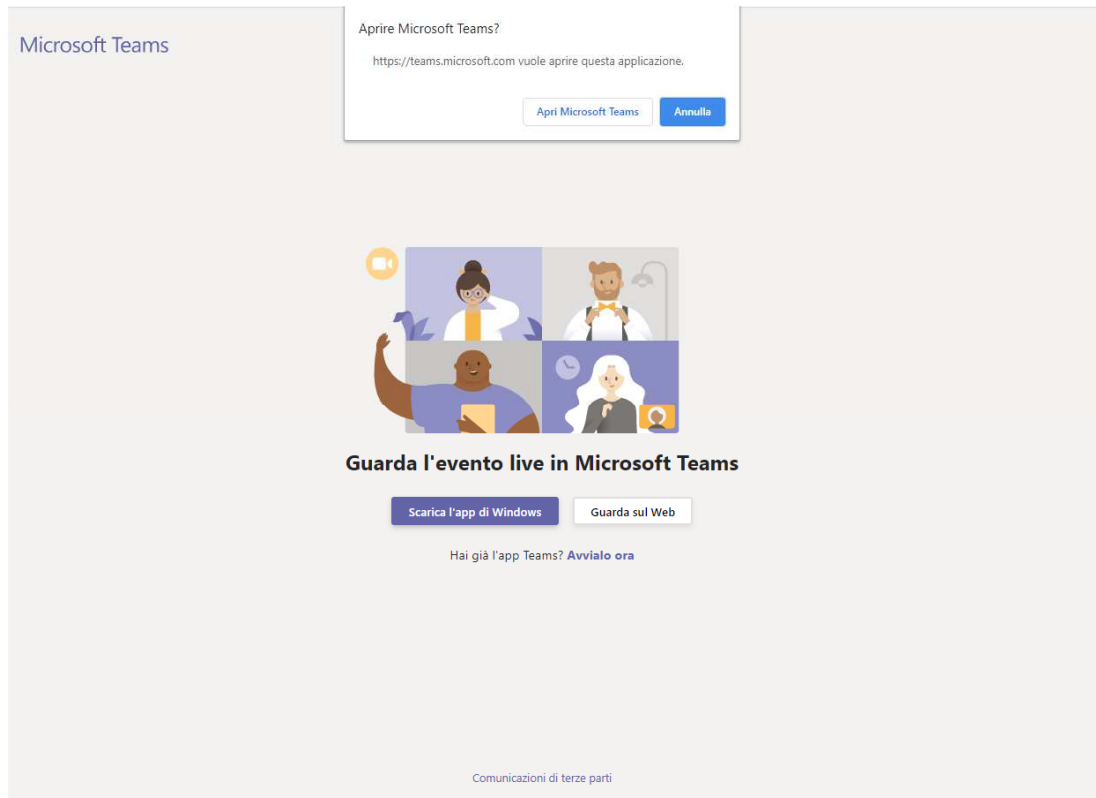 Microsoft Teams
Aprire Microsoft Teams?
https://teams.microsoft.com vuole aprire questa applicazione.
Apri Microsoft Teams
Annulla
Guarda l'evento live in Microsoft Teams
Scarica l'app di Windows
Guarda sul Web
Hai già l'app Teams? Avvialo ora
Comunicazioni di terze parti